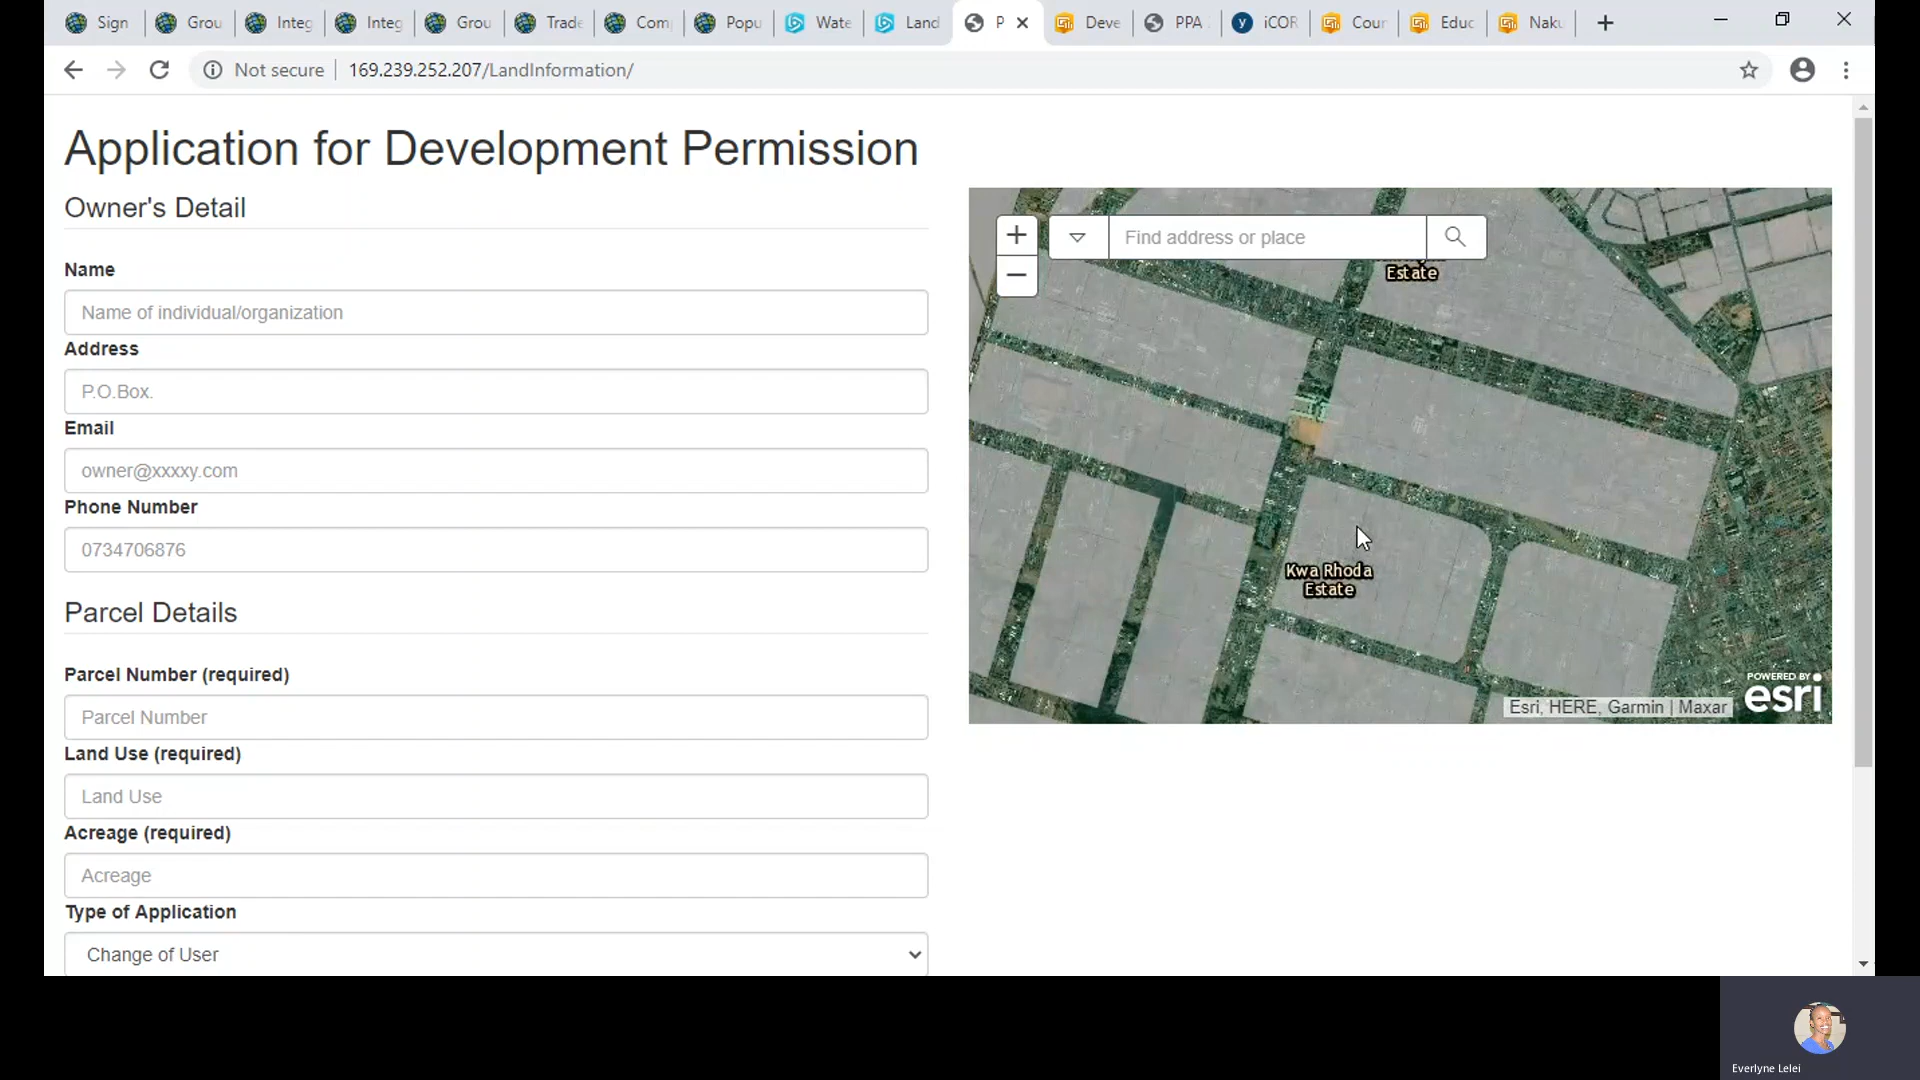 Sign
Grou
Integ
Integ
Grou
Trade
Com
Popu
Wate
Land
P
Deve
PPA
iCOR
Cour
Educ
Naku
Not secure
169.239.252.207/LandInformation/
Application for Development Permission
Owner's Detail
Name
Name of individual/organization
Address
P.O.Box.
Email
owner@xxxxy.com
Phone Number
0734706876
Parcel Details
Parcel Number (required)
Parcel Number
Land Use (required)
Land Use
Acreage (required)
Acreage
Type of Application
Change of User
Find address or place
Estate
Kwa Rhoda
Estate
POWERED BY
esri
Esri, HERE, Garmin | Maxar
Everlyne Lelei